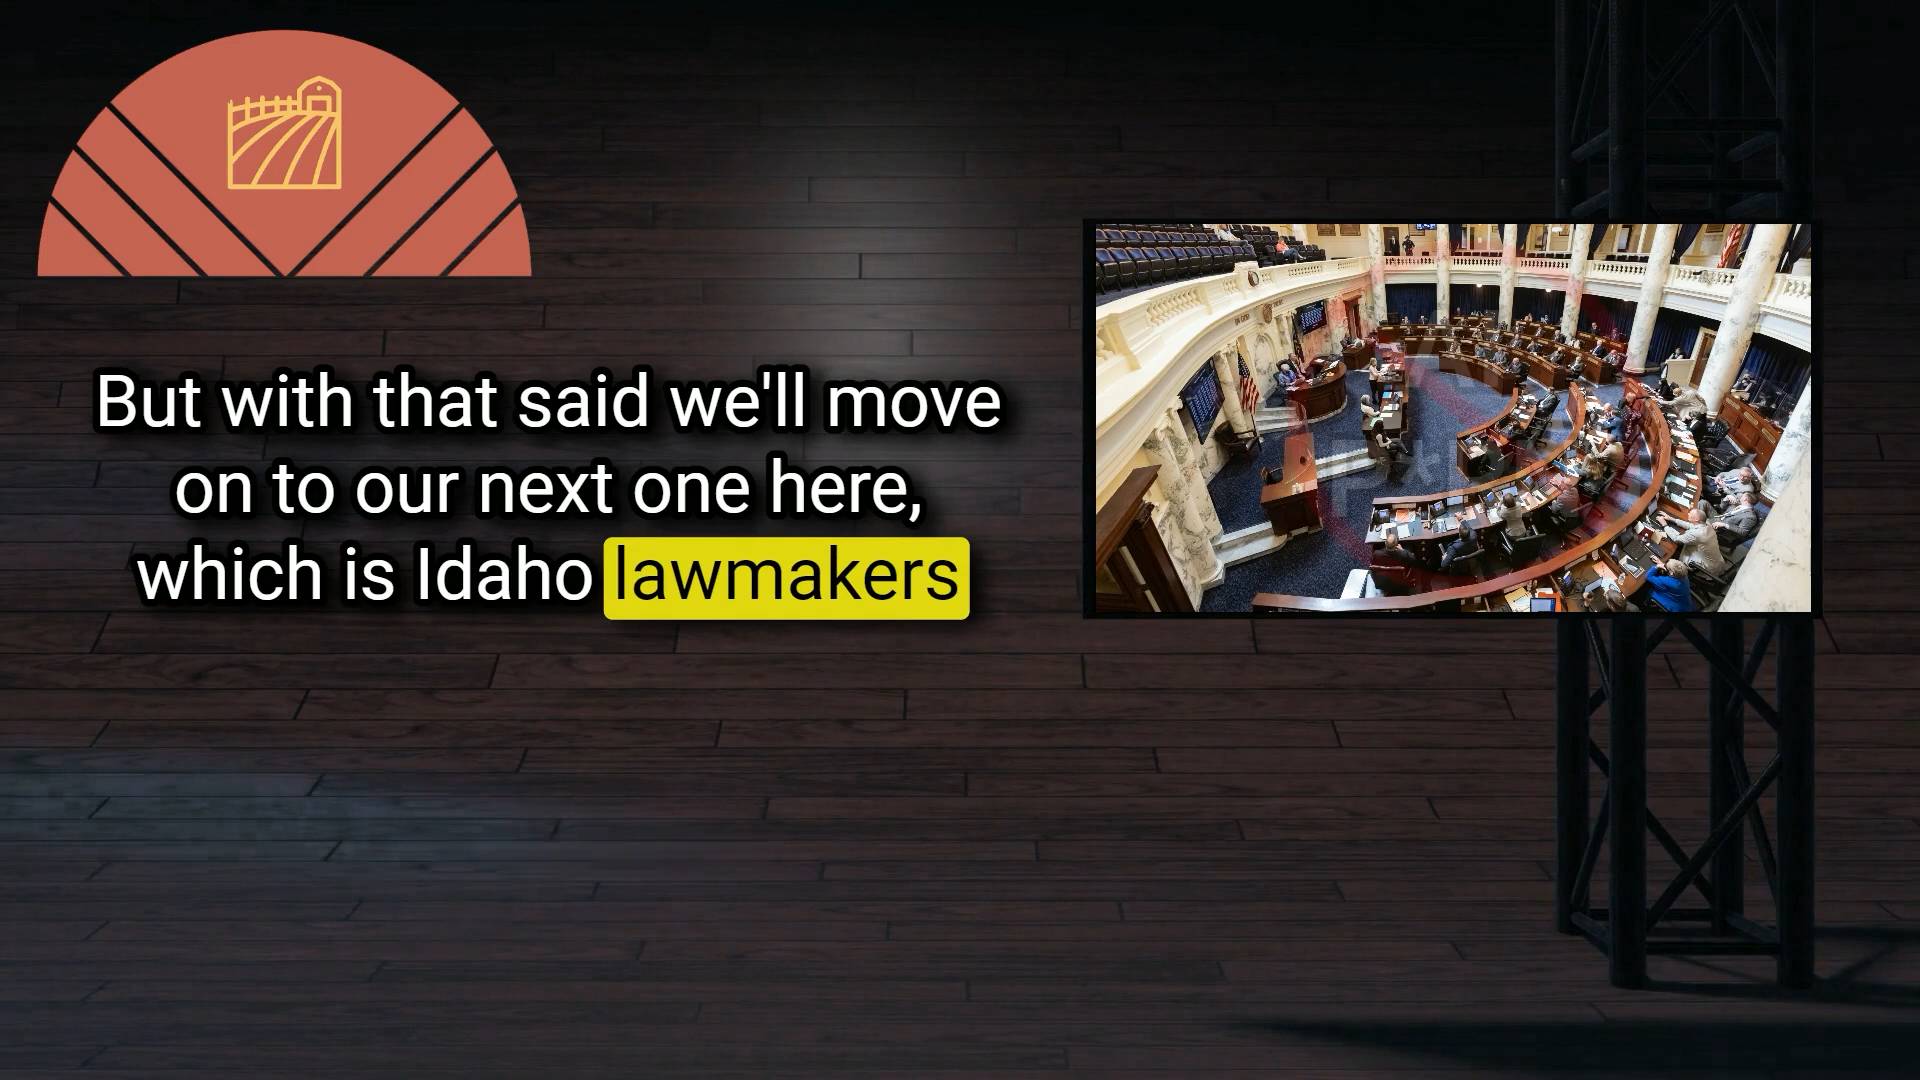 But with that said we'll move
on to our next one here,
which is Idaho lawmakers